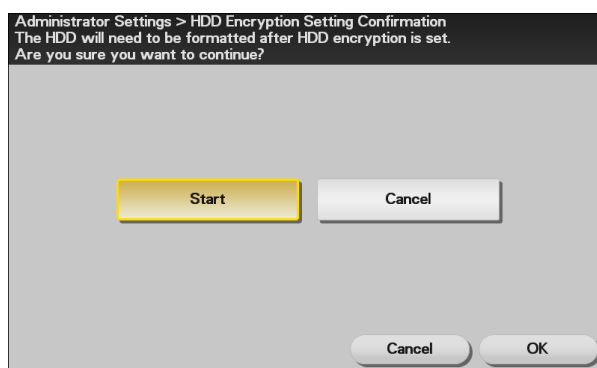 Administrator Settings > HDD Encryption Setting Confirmation
The HDD will need to be formatted after HDD encryption is set.
Are you sure you want to continue?
Start
Cancel
Cancel
OK